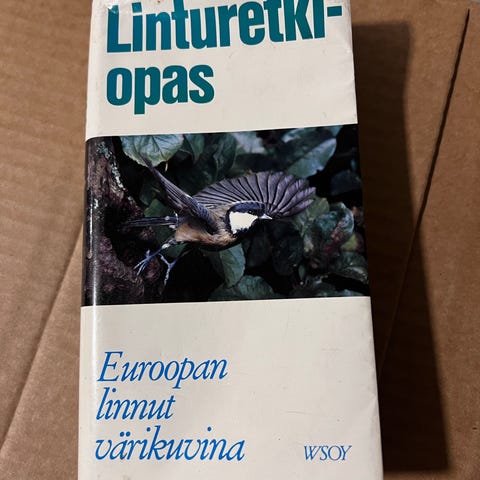 Linturetki-
opas
Euroopan
linnut
värikuvina
WSOY